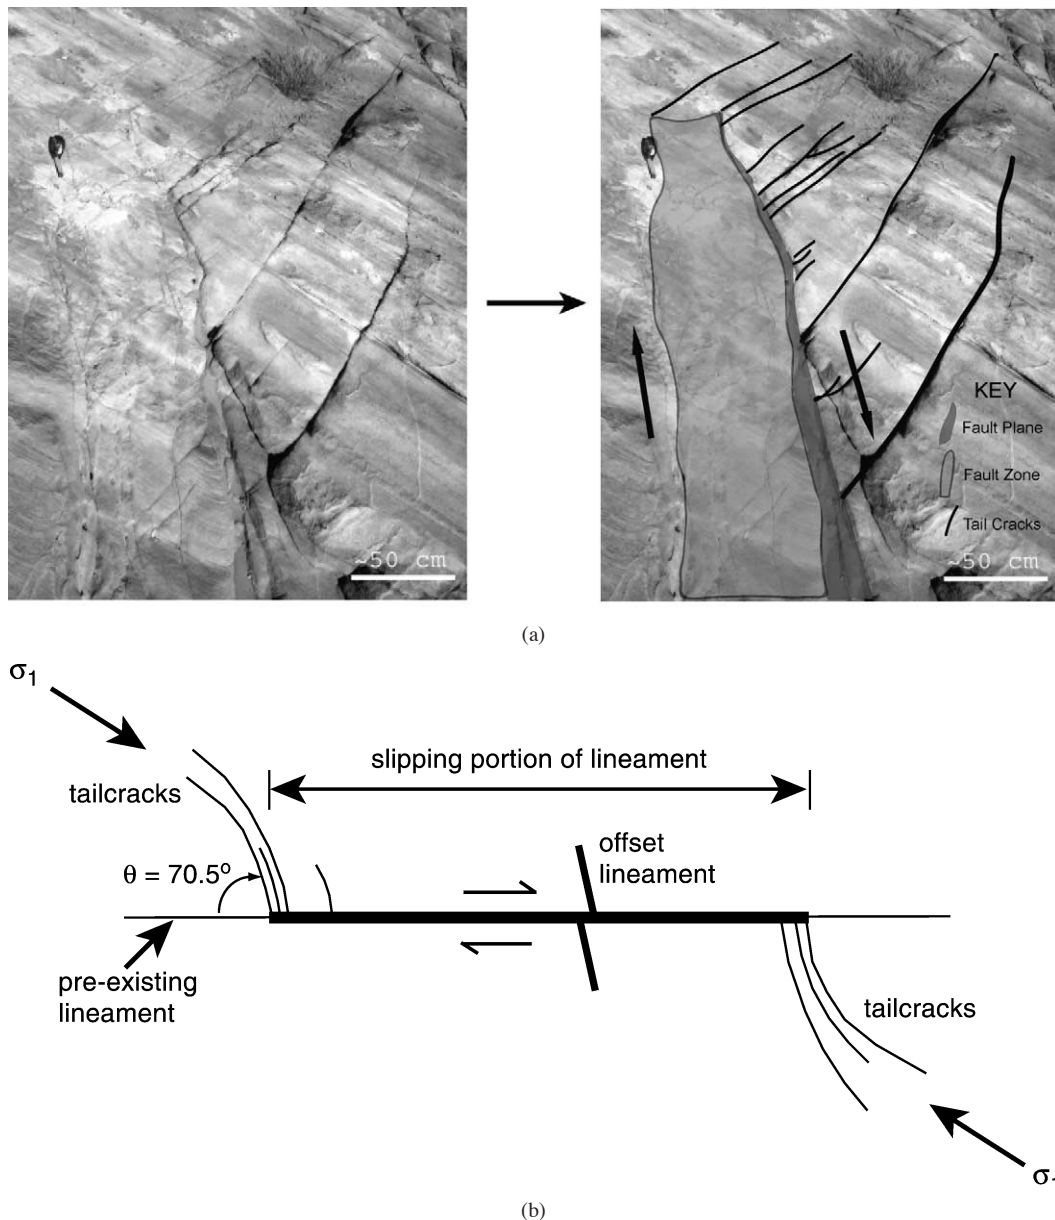 ~50 cm
KEY
Fault Plane
Fault Zone
Tail Cracks
~50 cm
(a)
σ1
slipping portion of lineament
tailcracks
offset
lineament
θ = 70.5º
pre-existing
lineament
tailcracks
(b)